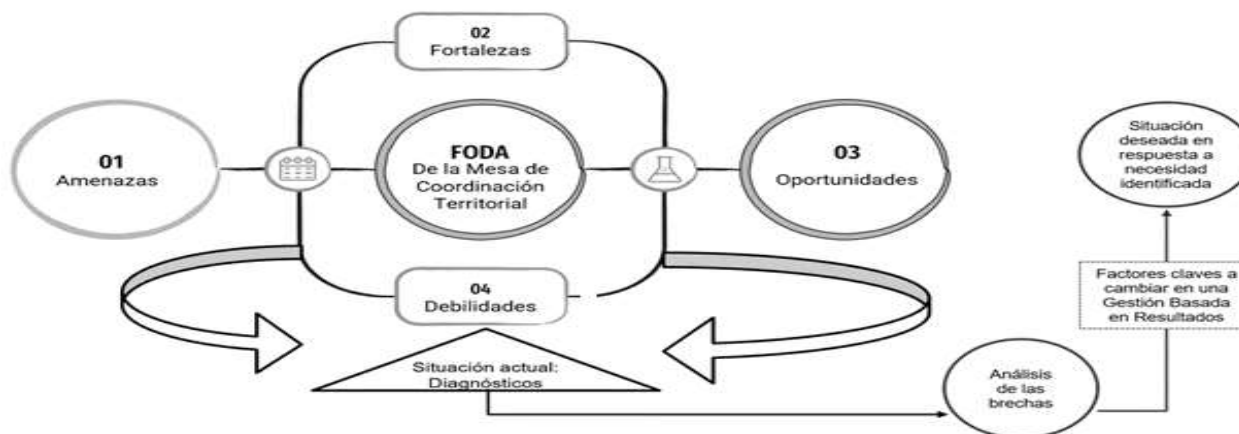 02
Fortalezas
01
Amenazas
FODA
De la Mesa de
Coordinación
Territorial
03
Oportunidades
04
Debilidades
Situación actual:
Diagnósticos
Análisis
de las
brechas
Factores claves a
cambiar en una
Gestión Basada
en Resultados
Situación
deseada en
respuesta a
necesidad
identificada